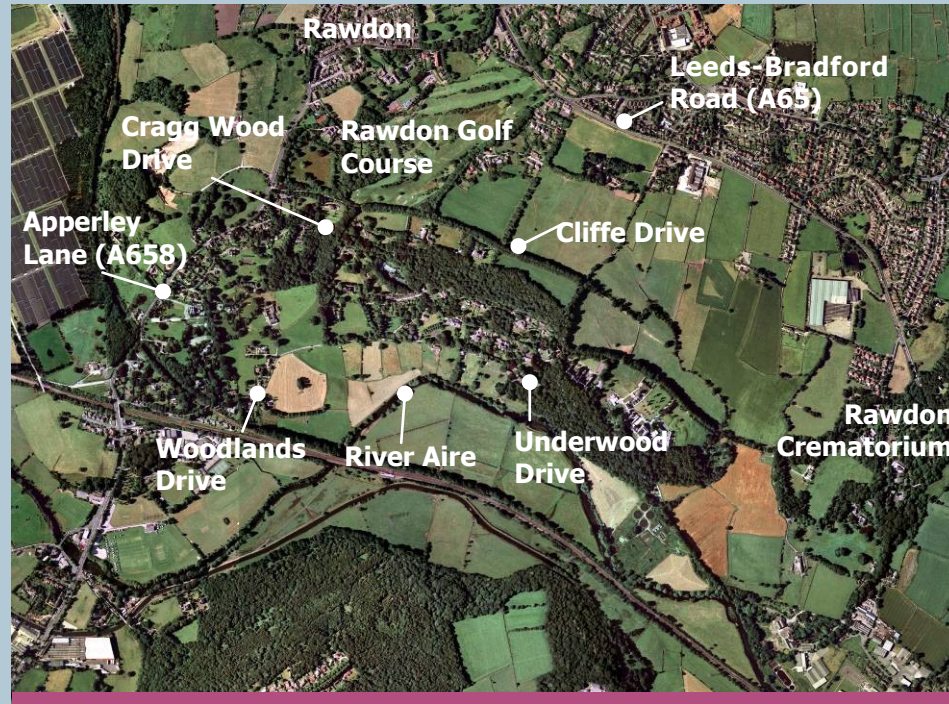 Rawdon
Leeds-Bradford
Road (A65)
Cragg Wood
Drive
Rawdon Golf
Course
Apperley
Lane (A658)
Cliffe Drive
Rawdon
Crematorium
Woodlands
Drive
River Aire
Underwood
Drive